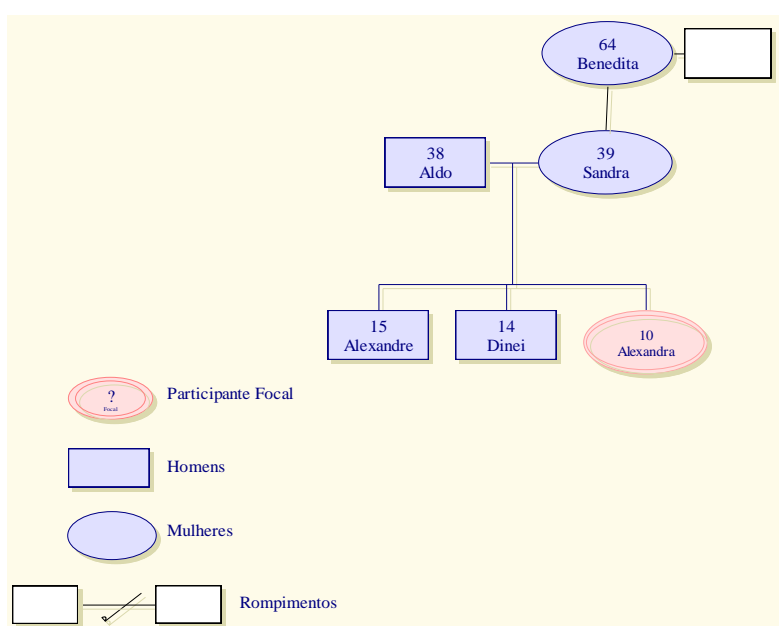 64
Benedita
38
Aldo
39
Sandra
15
Alexandre
14
Dinei
10
Alexandra
?
Focal
Participante Focal
Homens
Mulheres
Rompimentos